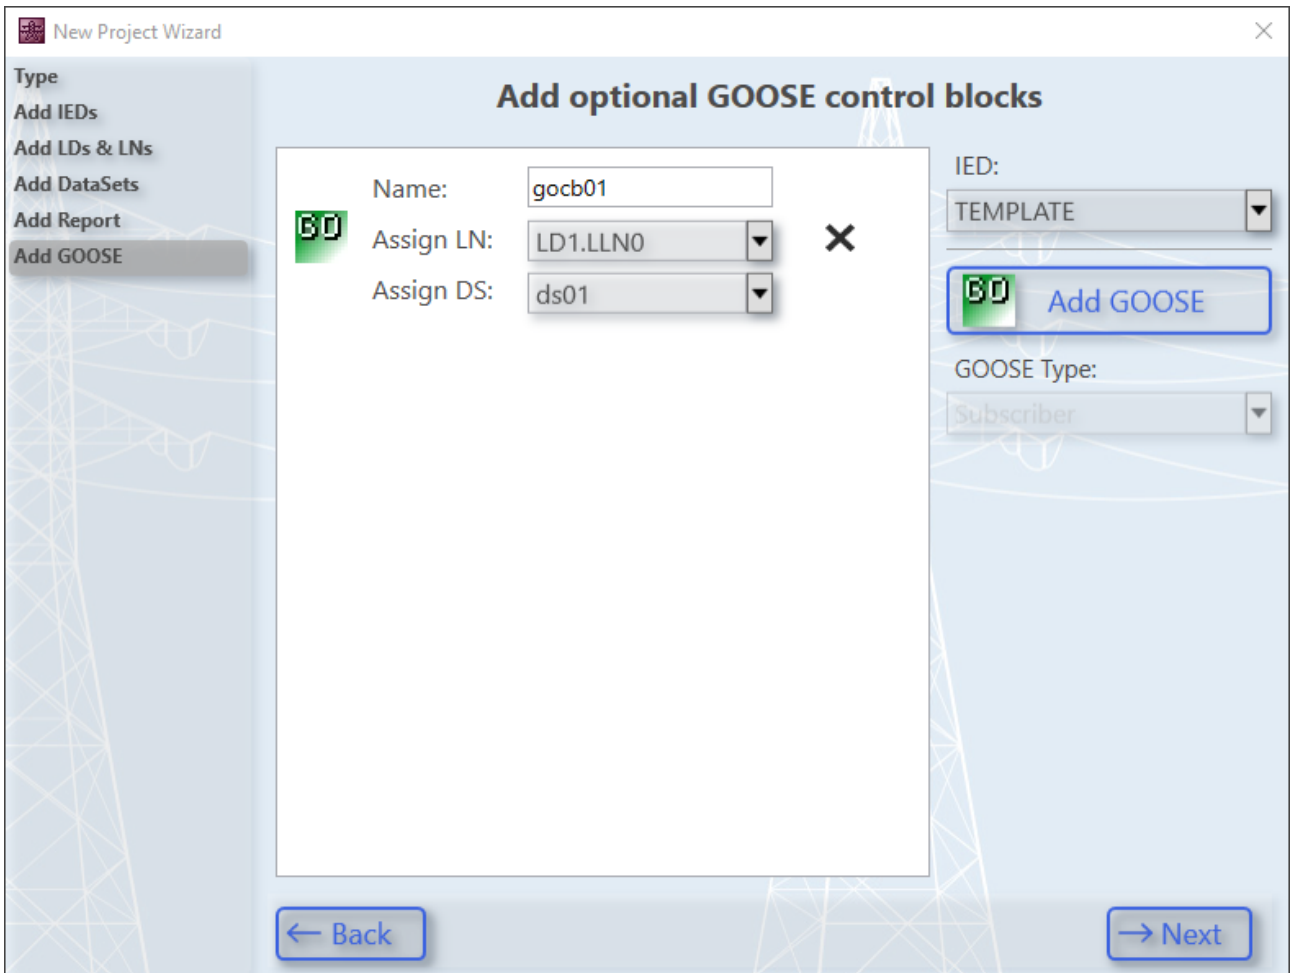 New Project Wizard
Type
Add IEDs
Add LDs & LNs
Add DataSets
Add Report
Add GOOSE
Add optional GOOSE control blocks
Name:
gocb01
GO
Assign LN:
LD1.LLN0
Assign DS:
ds01
IED:
TEMPLATE
GO
Add GOOSE
GOOSE Type:
Subscriber
← Back
→ Next